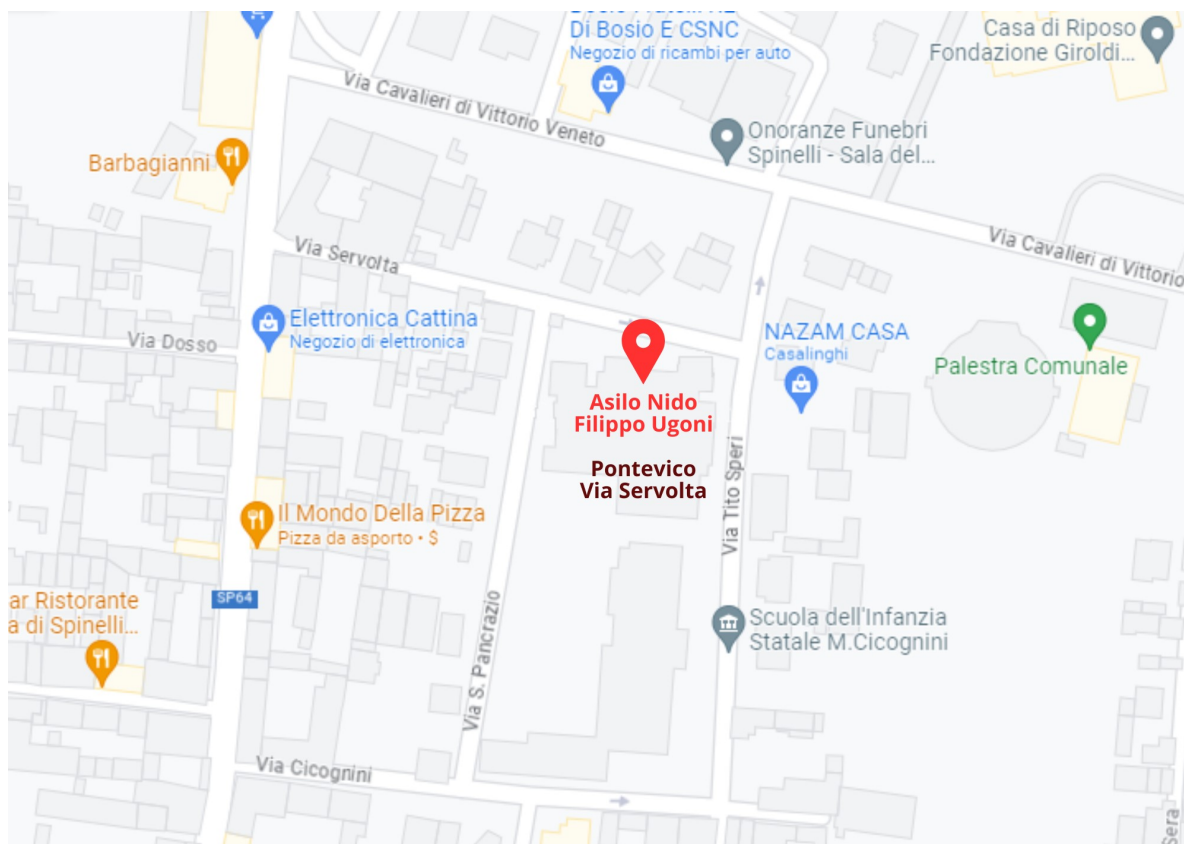 Di Bosio E CSNC
Negozio di ricambi per auto
Casa di Riposo
Fondazione Giroldi...
Via Cavalieri di Vittorio Veneto
Onoranze Funebri
Spinelli - Sala del...
Barbagianni
Via Cavalieri di Vittorio
Via Servolta
Elettronica Cattina
Negozio di elettronica
Via Dosso
NAZAM CASA
Casalinghi
Palestra Comunale
Asilo Nido
Filippo Ugoni
Pontevico
Via Servolta
Via Tito Speri
Il Mondo Della Pizza
Pizza da asporto • $
SP64
ar Ristorante
a di Spinelli...
Via S. Pancrazio
Scuola dell'Infanzia
Statale M.Cicognini
Via Cicognini
sera